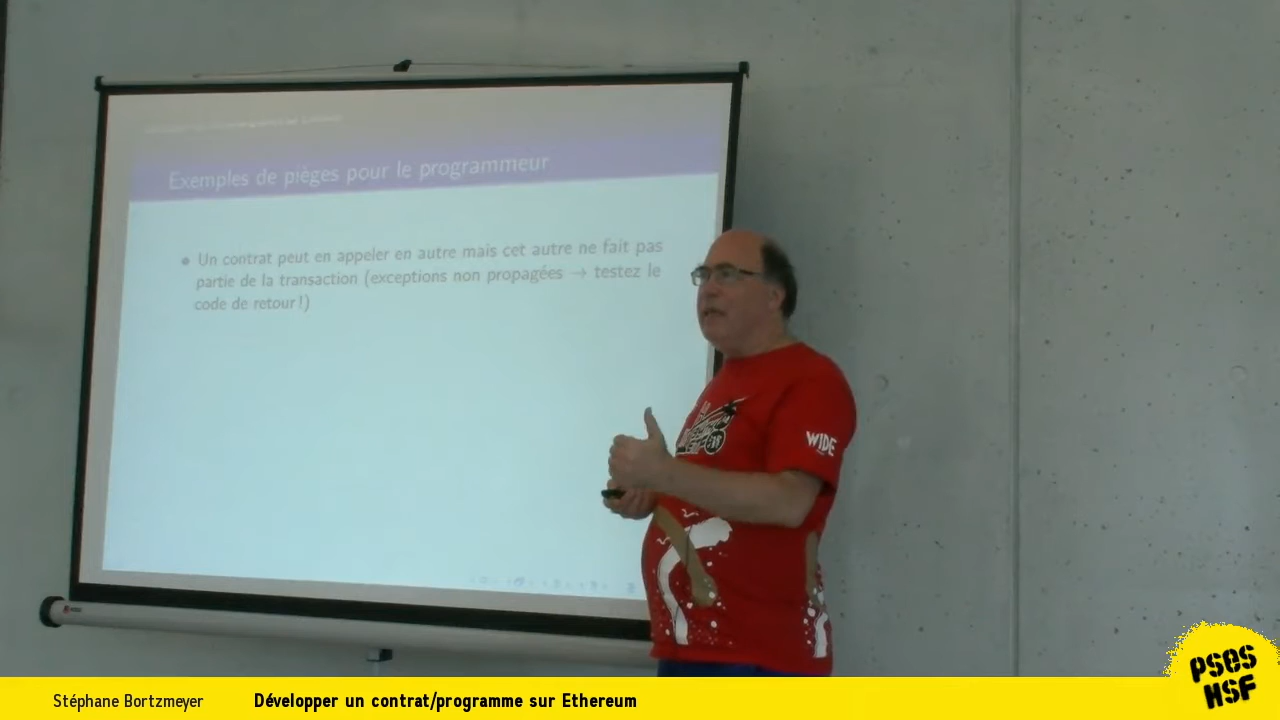 Exemples de pièges pour le programmeur
• Un contrat peut en appeler en autre mais cet autre ne fait pas
partie de la transaction (exceptions non propagées → testez le
code de retour !)
WIDE
Stéphane Bortzmeyer Développer un contrat/programme sur Ethereum
PSES
HSF